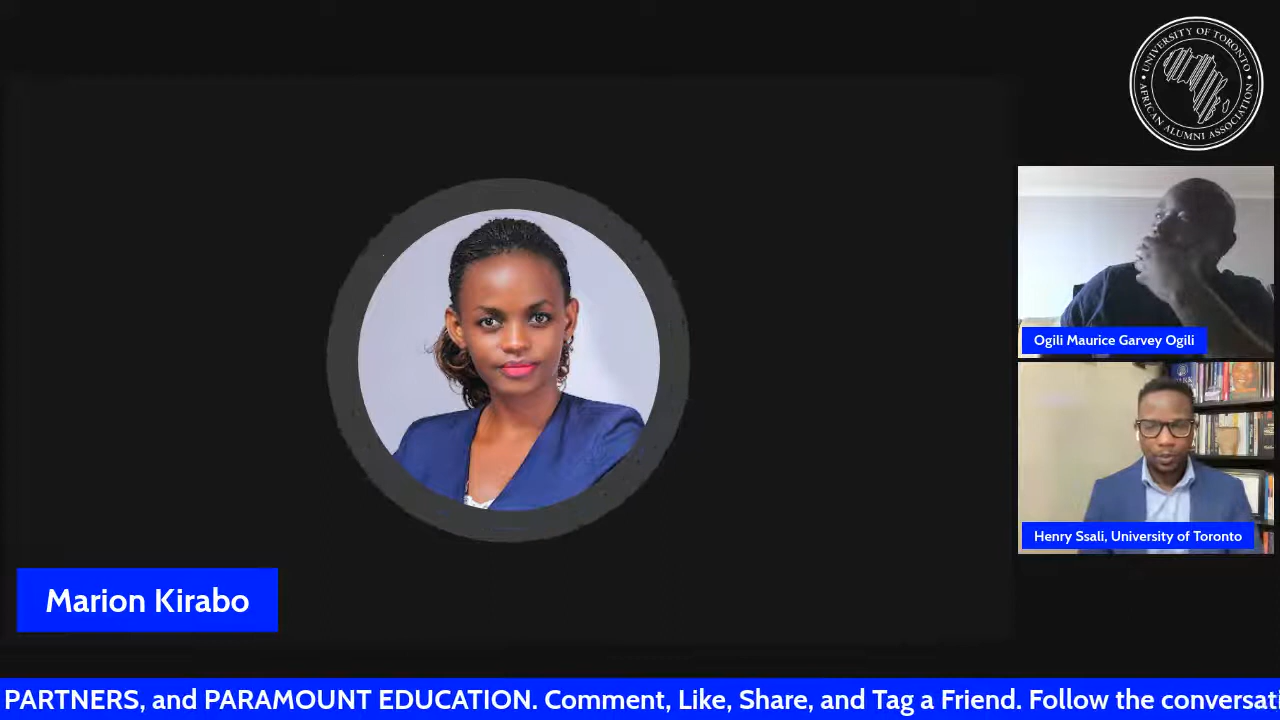 UNIVERSITY OF TORONTO
AFRICAN ALUMNI ASSOCIATION
Ogili Maurice Garvey Ogili
Henry Ssali, University of Toronto
Marion Kirabo
PARTNERS, and PARAMOUNT EDUCATION. Comment, Like, Share, and Tag a Friend. Follow the conversati